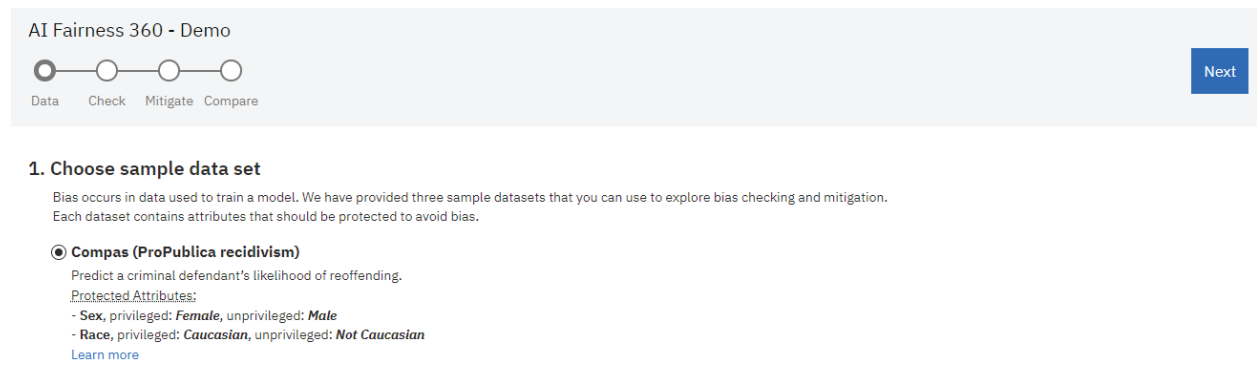 AI Fairness 360 - Demo
Next
Data Check Mitigate Compare
1. Choose sample data set
Bias occurs in data used to train a model. We have provided three sample datasets that you can use to explore bias checking and mitigation.
Each dataset contains attributes that should be protected to avoid bias.
Compas (ProPublica recidivism)
Predict a criminal defendant's likelihood of reoffending.
Protected Attributes:
- Sex, privileged: Female, unprivileged: Male
- Race, privileged: Caucasian, unprivileged: Not Caucasian
Learn more